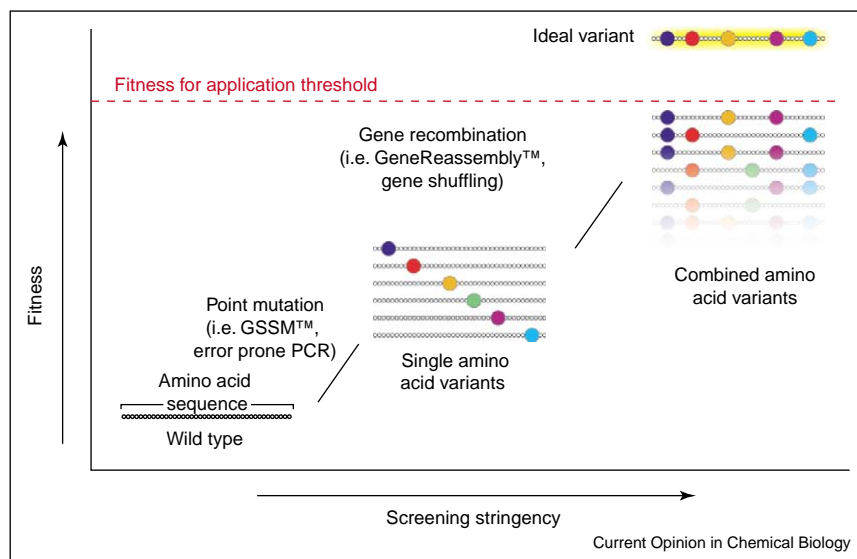 Ideal variant
Fitness for application threshold
Gene recombination
(i.e. GeneReassembly™,
gene shuffling)
Combined amino
acid variants
Point mutation
(i.e. GSSM™,
error prone PCR)
Single amino
acid variants
Amino acid
sequence
Wild type
Fitness
Screening stringency
Current Opinion in Chemical Biology